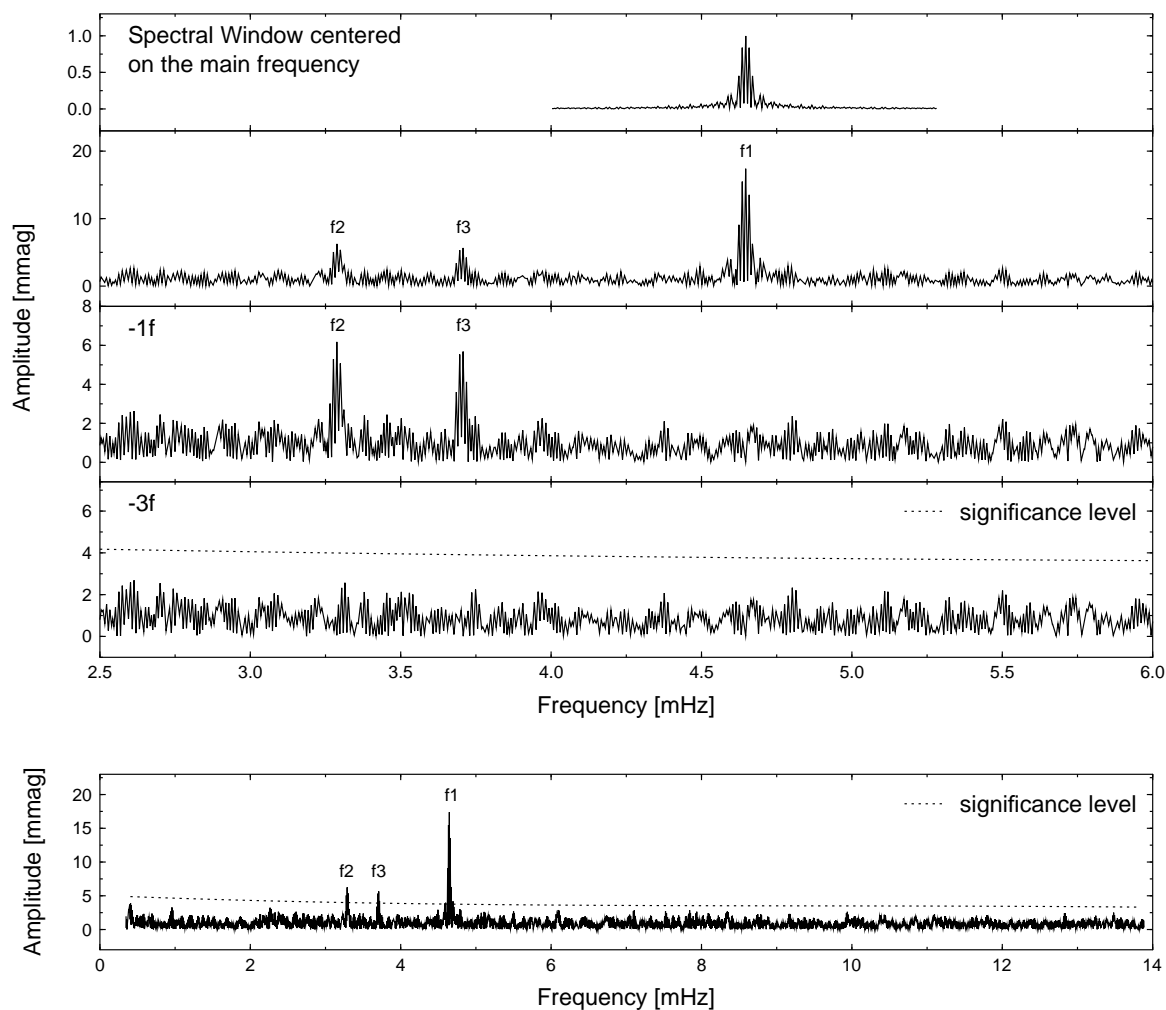 Spectral Window centered
on the main frequency
1.0
0.5
0.0
f1
f2
f3
20
10
0
Amplitude [mmag]
-1f
f2
f3
8
6
4
2
0
-3f
significance level
6
4
2
0
2.5 3.0 3.5 4.0 4.5 5.0 5.5 6.0
Frequency [mHz]
Amplitude [mmag]
f1
f2
f3
significance level
20
15
10
5
0
0 2 4 6 8 10 12 14
Frequency [mHz]